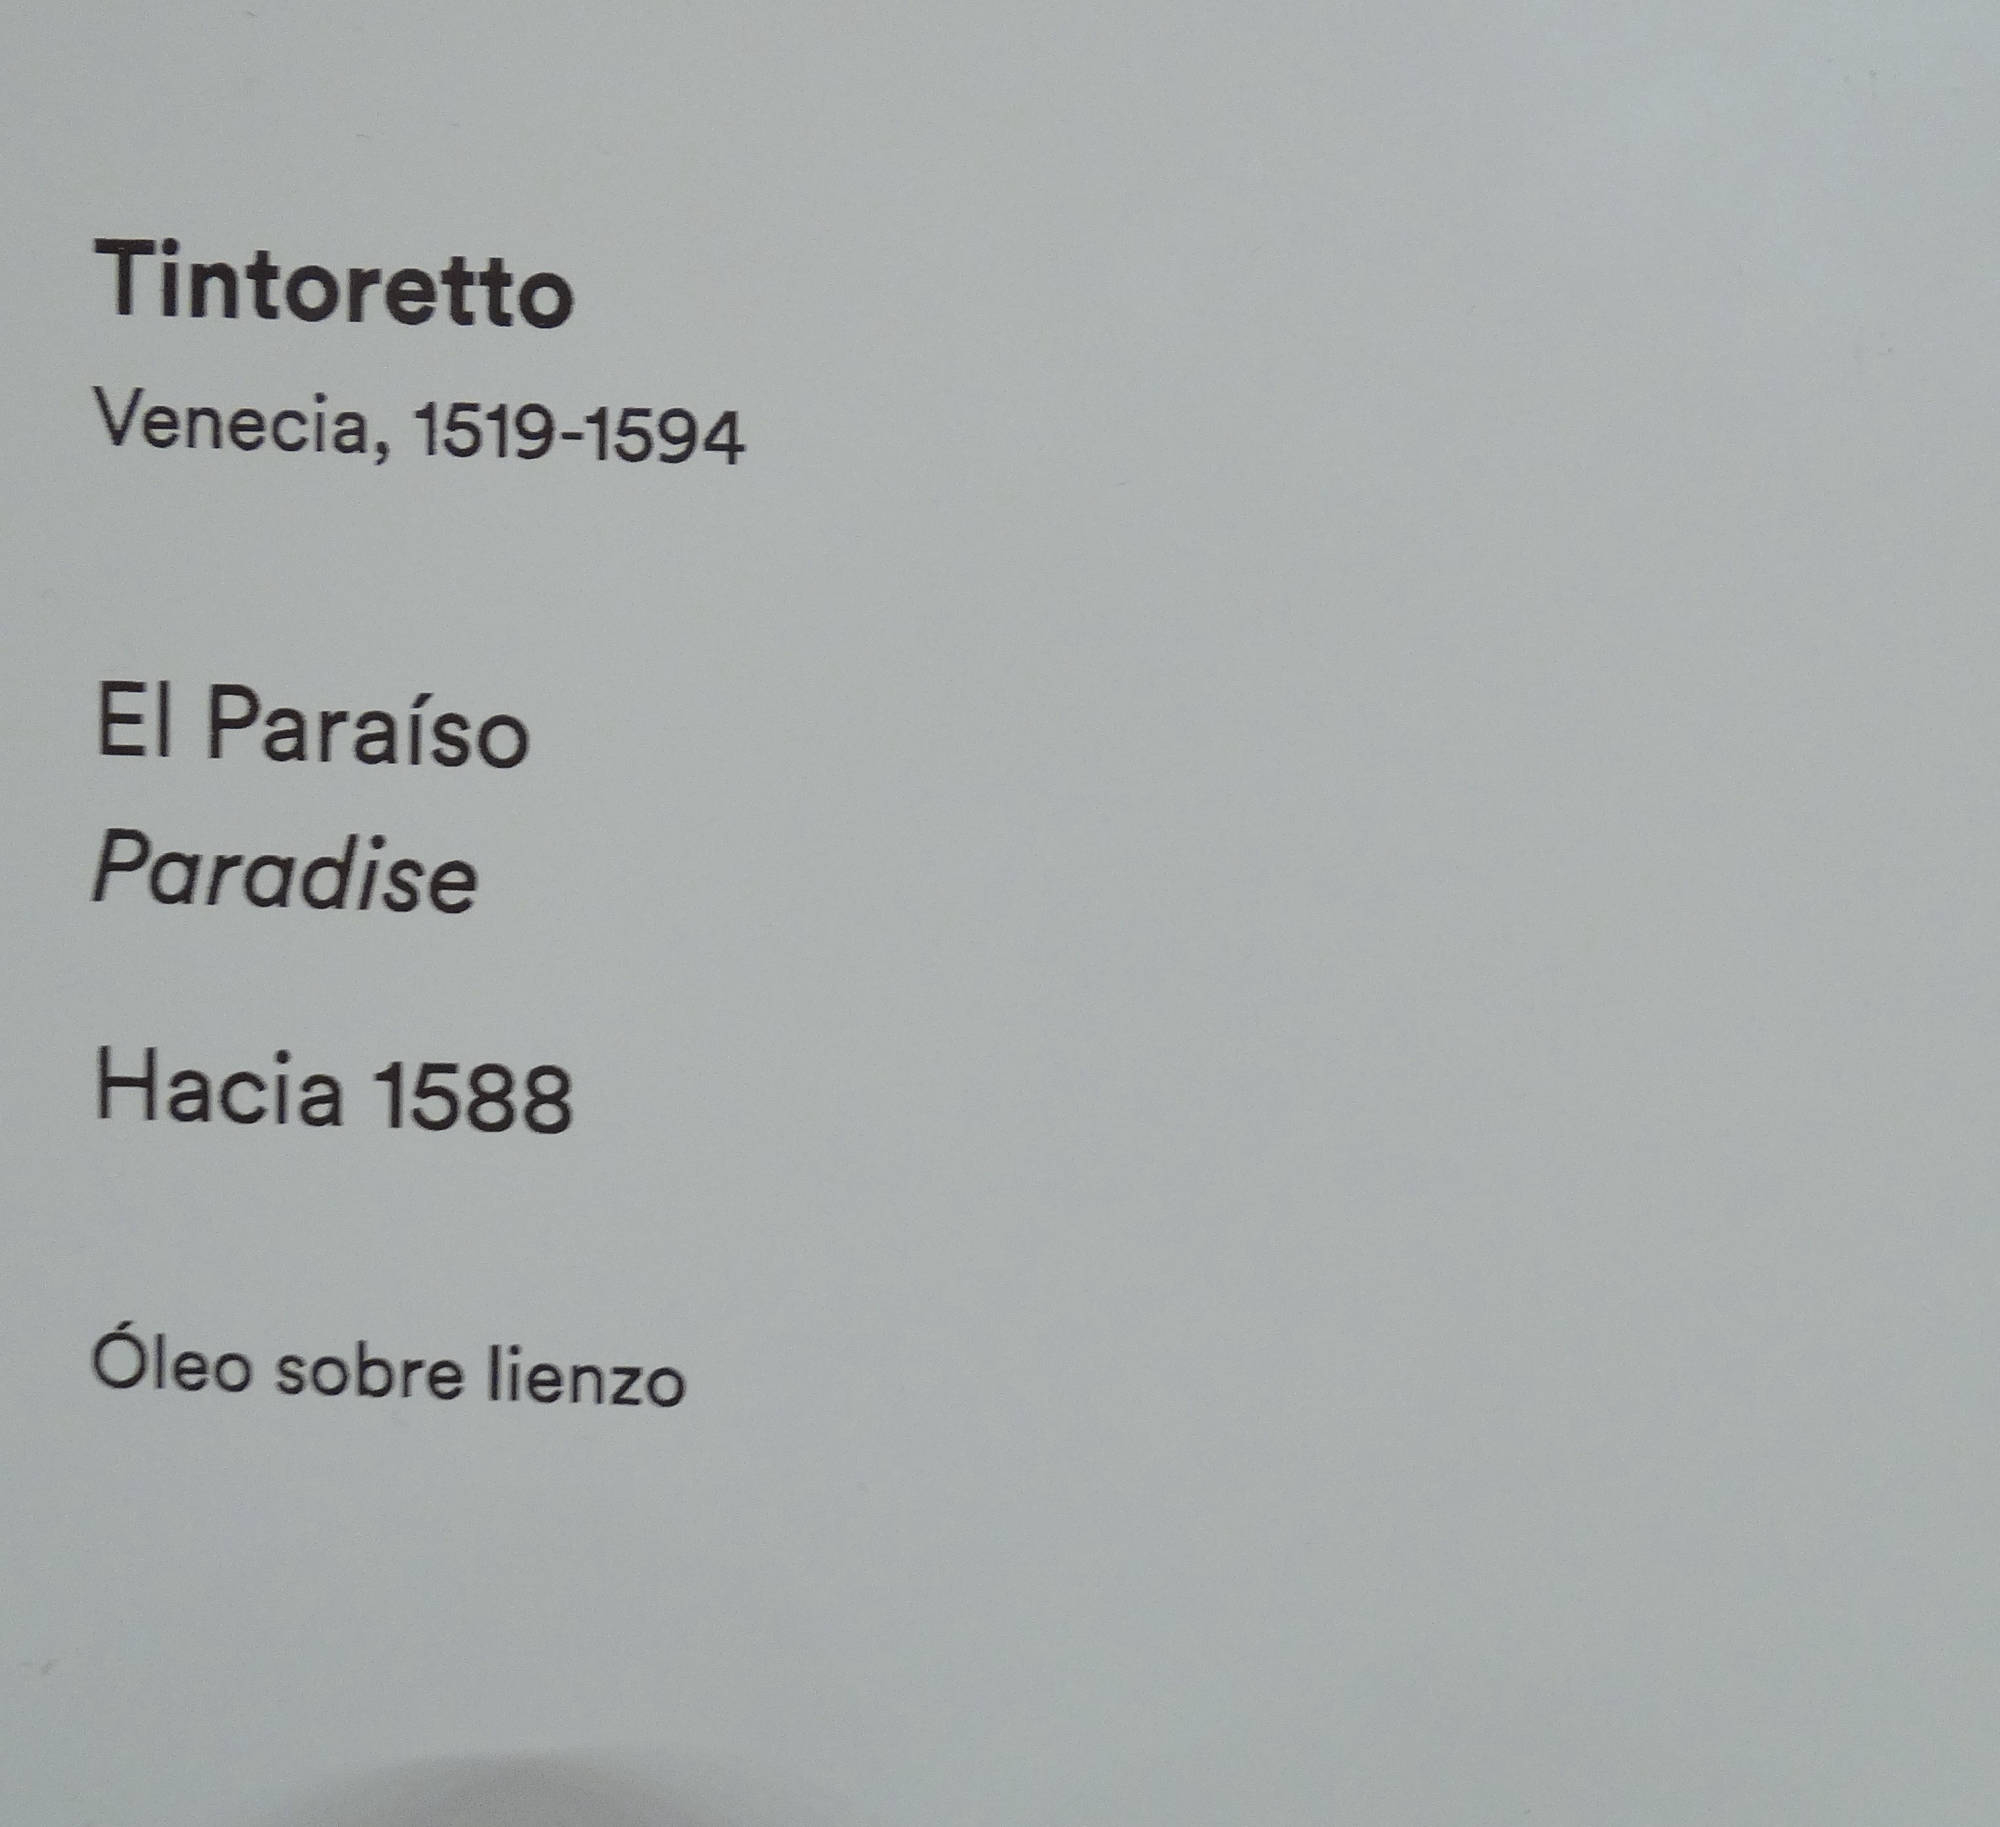 Tintoretto
Venecia, 1519-1594
El Paraíso
Paradise
Hacia 1588
Óleo sobre lienzo